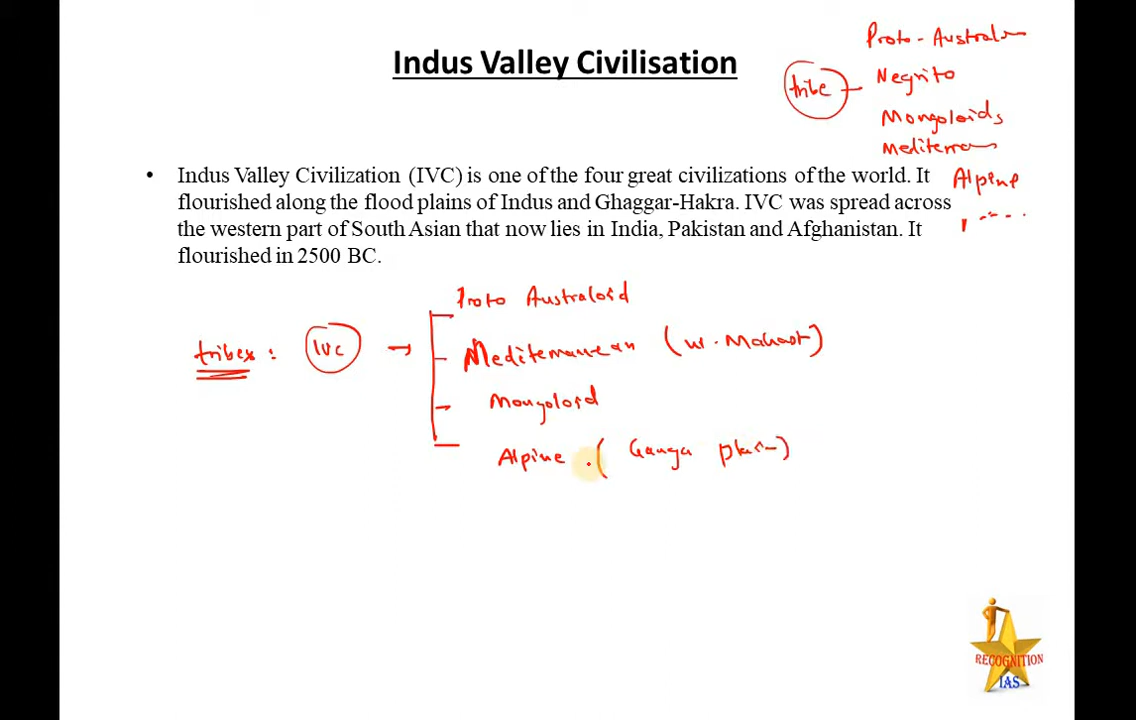 Proto - Austral
Indus Valley Civilisation
tribe
Negrito
Mongoloids
Mediterra
• Indus Valley Civilization (IVC) is one of the four great civilizations of the world. It
Alpine
flourished along the flood plains of Indus and Ghaggar-Hakra. IVC was spread across
the western part of South Asian that now lies in India, Pakistan and Afghanistan. It
flourished in 2500 BC.
Proto Australoid
tribes : IVC → Mediterranean (W.
Mongoloid
Alpine (Ganga plain)
RECOGNITION
IAS